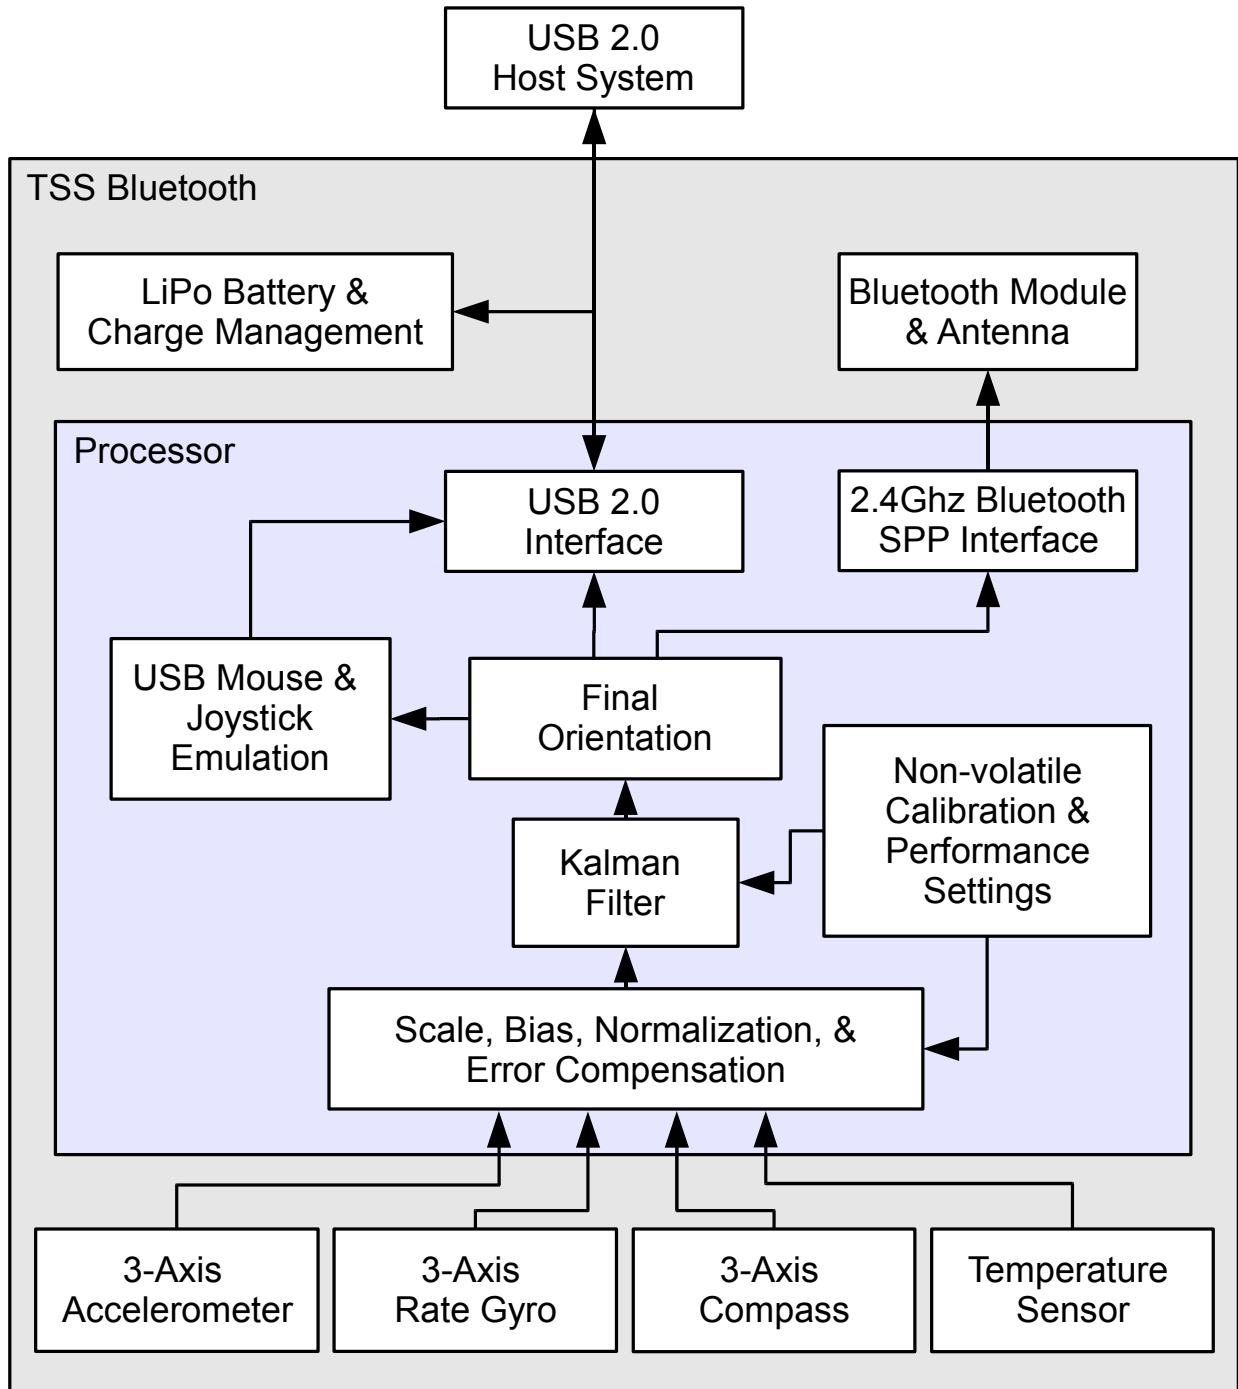 USB 2.0
Host System
TSS Bluetooth
LiPo Battery &
Charge Management
Bluetooth Module
& Antenna
Processor
USB 2.0
Interface
2.4Ghz Bluetooth
SPP Interface
USB Mouse &
Joystick
Emulation
Final
Orientation
Non-volatile
Calibration &
Performance
Settings
Kalman
Filter
Scale, Bias, Normalization, &
Error Compensation
3-Axis
Accelerometer
3-Axis
Rate Gyro
3-Axis
Compass
Temperature
Sensor